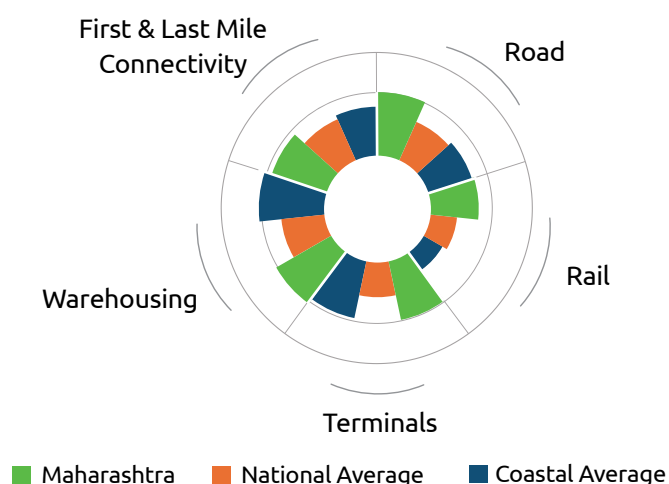 First & Last Mile
Connectivity
Road
Rail
Warehousing
Terminals
Maharashtra
National Average
Coastal Average